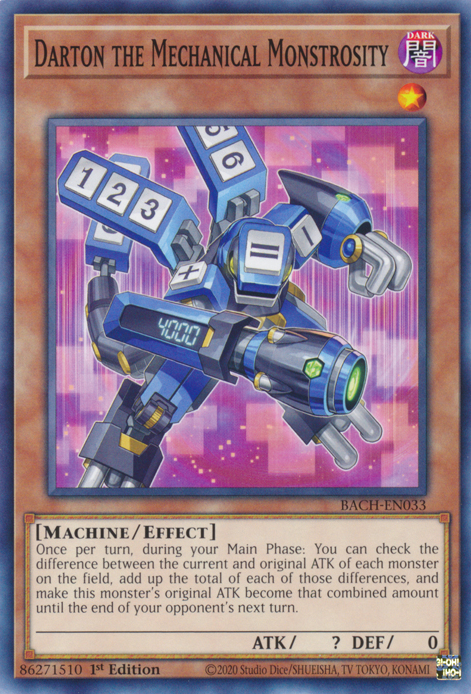 DARTON THE MECHANICAL MONSTROSITY
DARK
闇
5 6
1 2 3
=
-
+
4000
BACH-EN033
[MACHINE/EFFECT]
Once per turn, during your Main Phase: You can check the
difference between the current and original ATK of each monster
on the field, add up the total of each of those differences, and
make this monster's original ATK become that combined amount
until the end of your opponent's next turn.
ATK/ ? DEF/ 0
86271510 1st Edition ©2020 Studio Dice/SHUEISHA, TV TOKYO, KONAMI